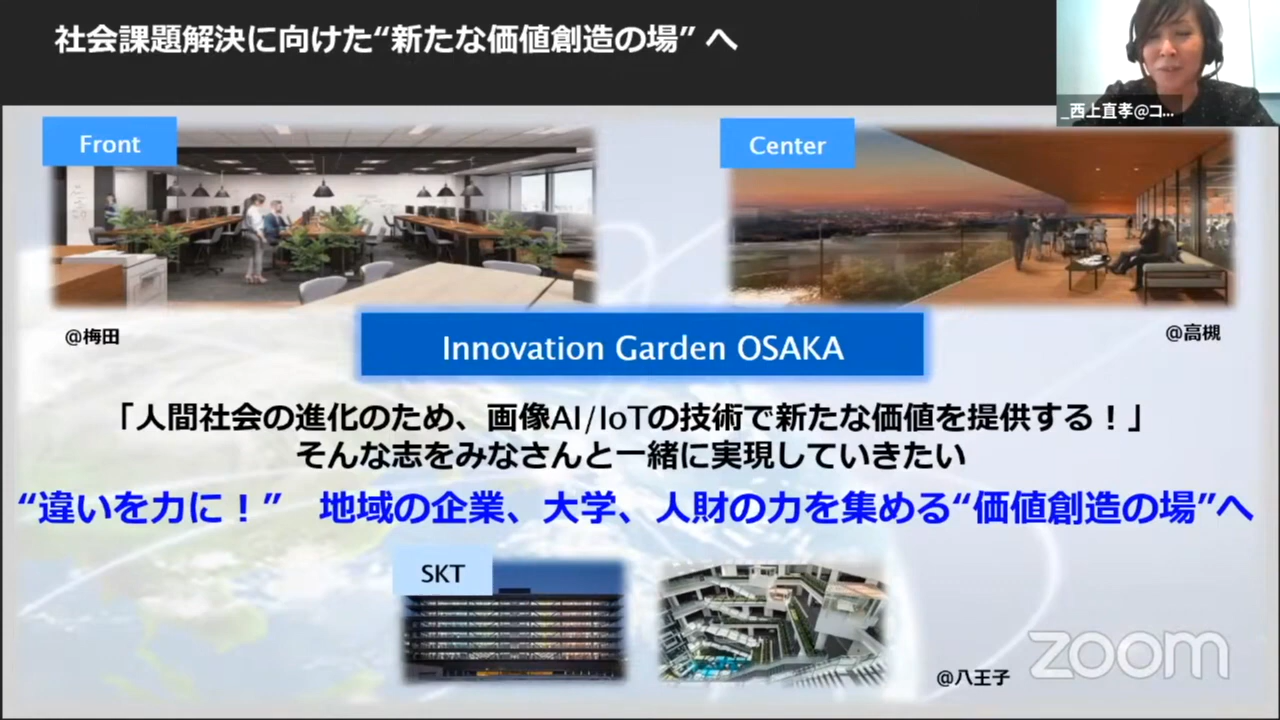 社会課題解決に向けた“新たな価値創造の場” へ
_西上直孝@コ...
Front
Center
@梅田
@高槻
Innovation Garden OSAKA
「人間社会の進化のため、画像AI/IoTの技術で新たな価値を提供する！」
そんな志をみなさんと一緒に実現していきたい
“違いを力に！” 地域の企業、大学、人財の力を集める“価値創造の場”へ
SKT
@八王子
zoom